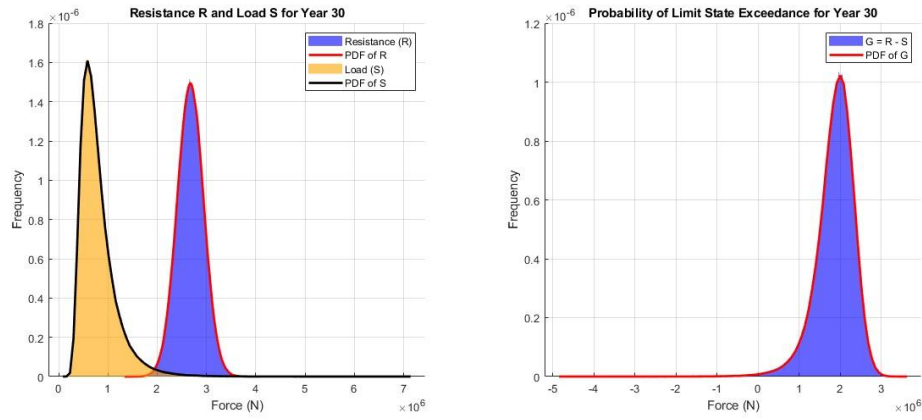 Resistance R and Load S for Year 30
1.8 ×10⁻⁶
1.6
1.4
1.2
1
0.8
0.6
0.4
0.2
0
Frequency
Resistance (R)
PDF of R
Load (S)
PDF of S
0 1 2 3 4 5 6 7
Force (N)
×10⁶
Probability of Limit State Exceedance for Year 30
1.2 ×10⁻⁶
1
0.8
0.6
0.4
0.2
0
Frequency
G = R - S
PDF of G
-5 -4 -3 -2 -1 0 1 2 3
Force (N)
×10⁶